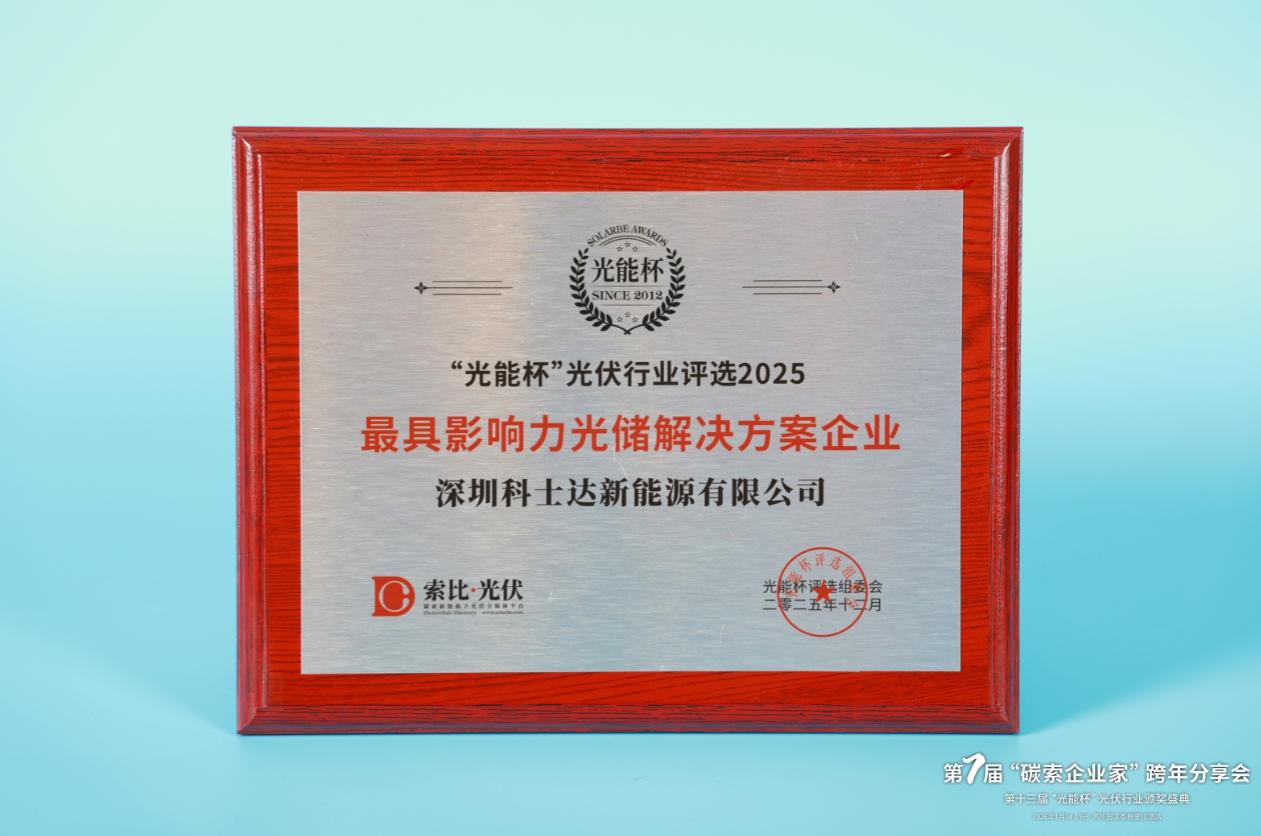 SOLARBE AWARDS
光能杯
SINCE 2012
“光能杯”光伏行业评选2025
最具影响力光储解决方案企业
深圳科士达新能源有限公司
索比·光伏
光能杯评选组委会
二零二五年十二月
第7届“碳索企业家”跨年分享会
第十三届“光能杯”光伏行业颁奖盛典